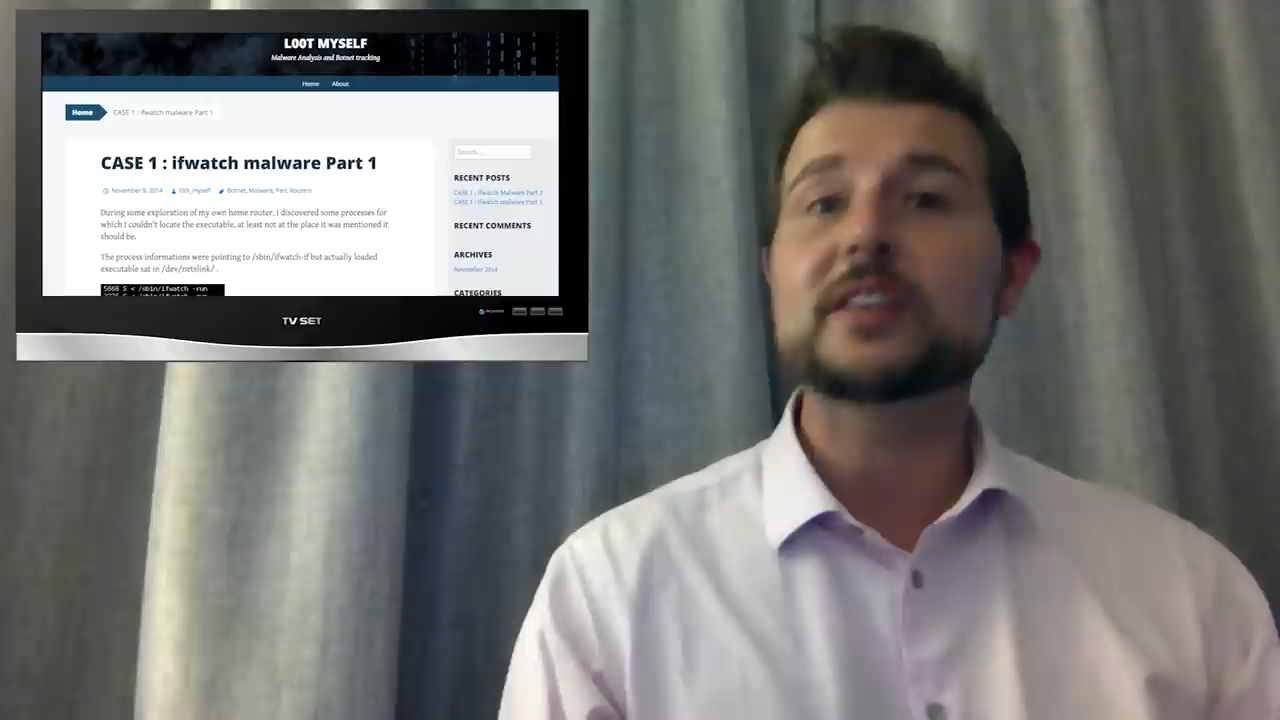 L00T MYSELF
Malware Analysis and Botnet tracking
Home About
Home CASE 1 : ifwatch malware Part 1
CASE 1 : ifwatch malware Part 1
November 9, 2014 l00t_myself Botnet, Malware, Perl, Routers
During some exploration of my own home router, I discovered some processes for
which I couldn't locate the executable, at least not at the place it was mentioned it
should be.
The process informations were pointing to /sbin/ifwatch-if but actually loaded
executable sat in /dev/netslink/ .
5668 S < /sbin/ifwatch -run
Search...
RECENT POSTS
CASE 1 : ifwatch Malware Part 2
CASE 1 : ifwatch malware Part 1
RECENT COMMENTS
ARCHIVES
November 2014
CATEGORIES
TV SET